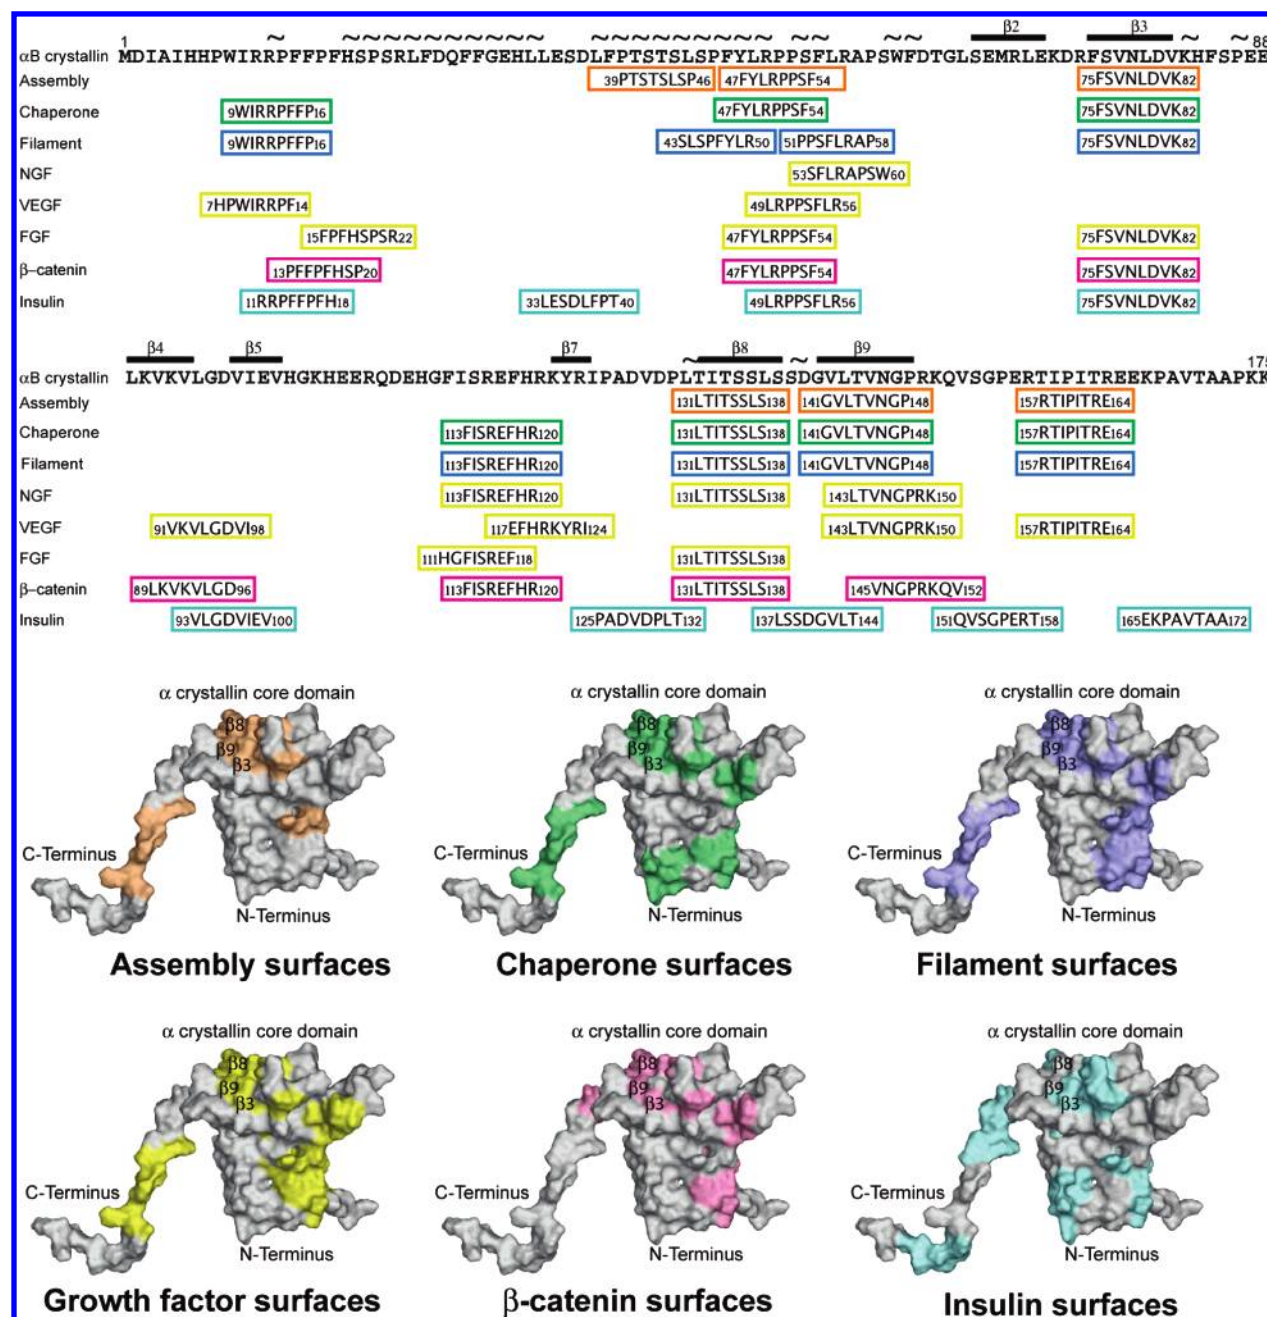 β2 β3
1 88
αB crystallin MDIAIHHPWIRRPFFPFHSPSRLFDQFFGEHLLESDLFPTSTSLSPFYLRPPSFLRAPSWFDTGLSEMRLEKDRFSVNLDVKHFSPEE
Assembly 39PTSTSLSP46 47FYLRPPSF54 75FSVNLDVK82
Chaperone 9WIRRPFFP16 47FYLRPPSF54 75FSVNLDVK82
Filament 9WIRRPFFP16 43SLSPFYLR50 51PPSFLRAP58 75FSVNLDVK82
NGF 53SFLRAPSW60
VEGF 7HPWIRRPF14 49LRPPSFLR56
FGF 15FPFHSPSR22 47FYLRPPSF54 75FSVNLDVK82
β–catenin 13PFFPFHSP20 47FYLRPPSF54 75FSVNLDVK82
Insulin 11RRPFFPFH18 33LESDLFPT40 49LRPPSFLR56 75FSVNLDVK82
β4 β5 β7 β8 β9
175
αB crystallin LKVKVLGDVIEVHGKHEERQDEHGFISREFHRKYRIPADVDPLTITSSLSSDGVLTVNGPRKQVSGPERTIPITREEKPAVTAAPKK
Assembly 131LTITSSLS138 141GVLTVNGP148 157RTIPITRE164
Chaperone 113FISREFHR120 131LTITSSLS138 141GVLTVNGP148 157RTIPITRE164
Filament 113FISREFHR120 131LTITSSLS138 141GVLTVNGP148 157RTIPITRE164
NGF 113FISREFHR120 131LTITSSLS138 143LTVNGPRK150
VEGF 91VKVLGDVI98 117EFHRKYRI124 143LTVNGPRK150 157RTIPITRE164
FGF 111HGFISREF118 131LTITSSLS138
β–catenin 89LKVKVLGD96 113FISREFHR120 131LTITSSLS138 145VNGPRKQV152
Insulin 93VLGDVIEV100 125PADVDPLT132 137LSSDGVLT144 151QVSGPERT158 165EKPAVTAA172
α crystallin core domain α crystallin core domain α crystallin core domain
β8 β8 β8
β9 β9 β9
β3 β3 β3
C-Terminus C-Terminus C-Terminus
N-Terminus N-Terminus N-Terminus
Assembly surfaces Chaperone surfaces Filament surfaces
α crystallin core domain α crystallin core domain α crystallin core domain
β8 β8 β8
β9 β9 β9
β3 β3 β3
C-Terminus C-Terminus C-Terminus
N-Terminus N-Terminus N-Terminus
Growth factor surfaces β-catenin surfaces Insulin surfaces